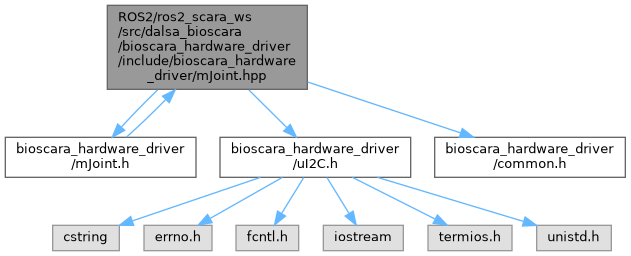 ROS2/ros2_scara_ws
/src/dalsa_bioscara
/bioscara_hardware_driver
/include/bioscara_hardware
_driver/mJoint.hpp
bioscara_hardware_driver
/mJoint.h
bioscara_hardware_driver
/uI2C.h
bioscara_hardware_driver
/common.h
cstring
errno.h
fcntl.h
iostream
termios.h
unistd.h